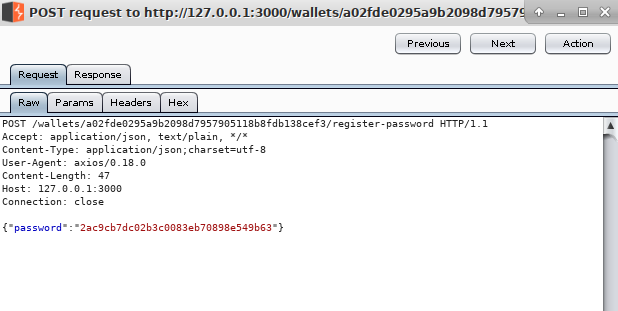 POST request to http://127.0.0.1:3000/wallets/a02fde0295a9b2098d79579
Previous Next Action
Request Response
Raw Params Headers Hex
POST /wallets/a02fde0295a9b2098d7957905118b8fdb138cef3/register-password HTTP/1.1
Accept: application/json, text/plain, */*
Content-Type: application/json;charset=utf-8
User-Agent: axios/0.18.0
Content-Length: 47
Host: 127.0.0.1:3000
Connection: close
{"password":"2ac9cb7dc02b3c0083eb70898e549b63"}